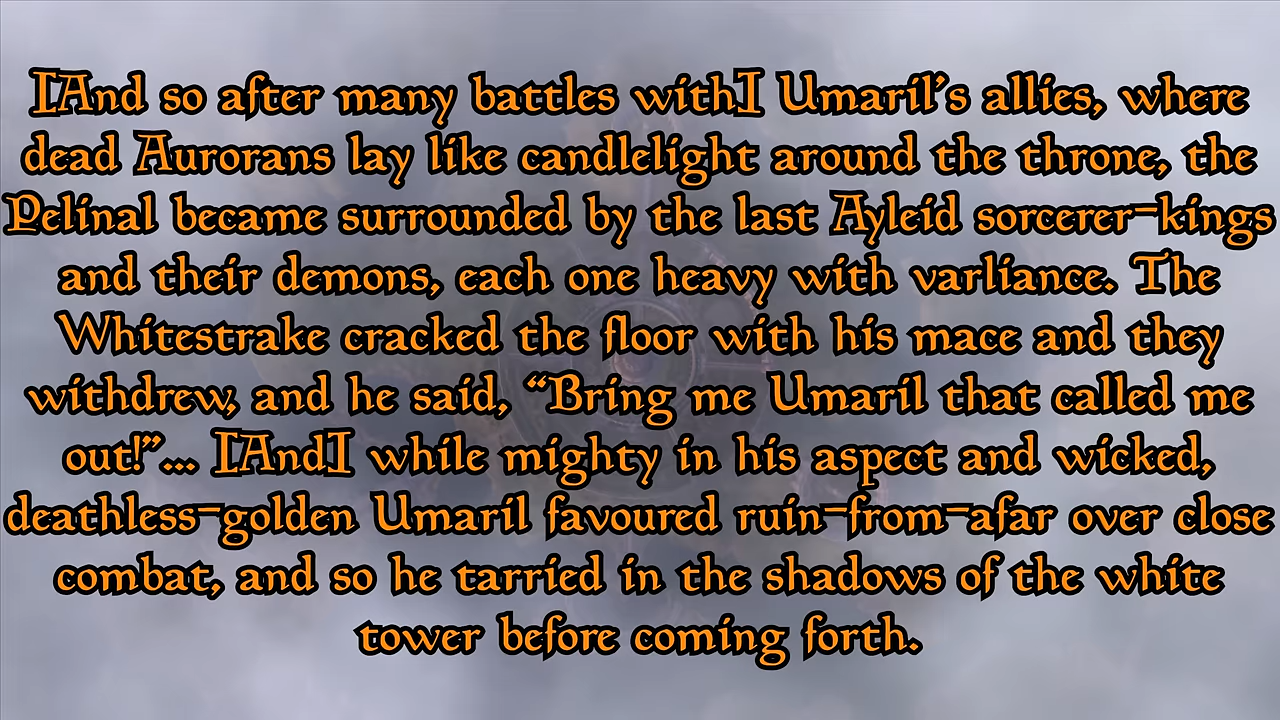 [And so after many battles with] Umaril's allies, where
dead Aurorans lay like candlelight around the throne, the
Pelinal became surrounded by the last Ayleid sorcerer-kings
and their demons, each one heavy with varliance. The
Whitestrake cracked the floor with his mace and they
withdrew, and he said, “Bring me Umaril that called me
out!”... [And] while mighty in his aspect and wicked,
deathless-golden Umaril favoured ruin-from-afar over close
combat, and so he tarried in the shadows of the white
tower before coming forth.